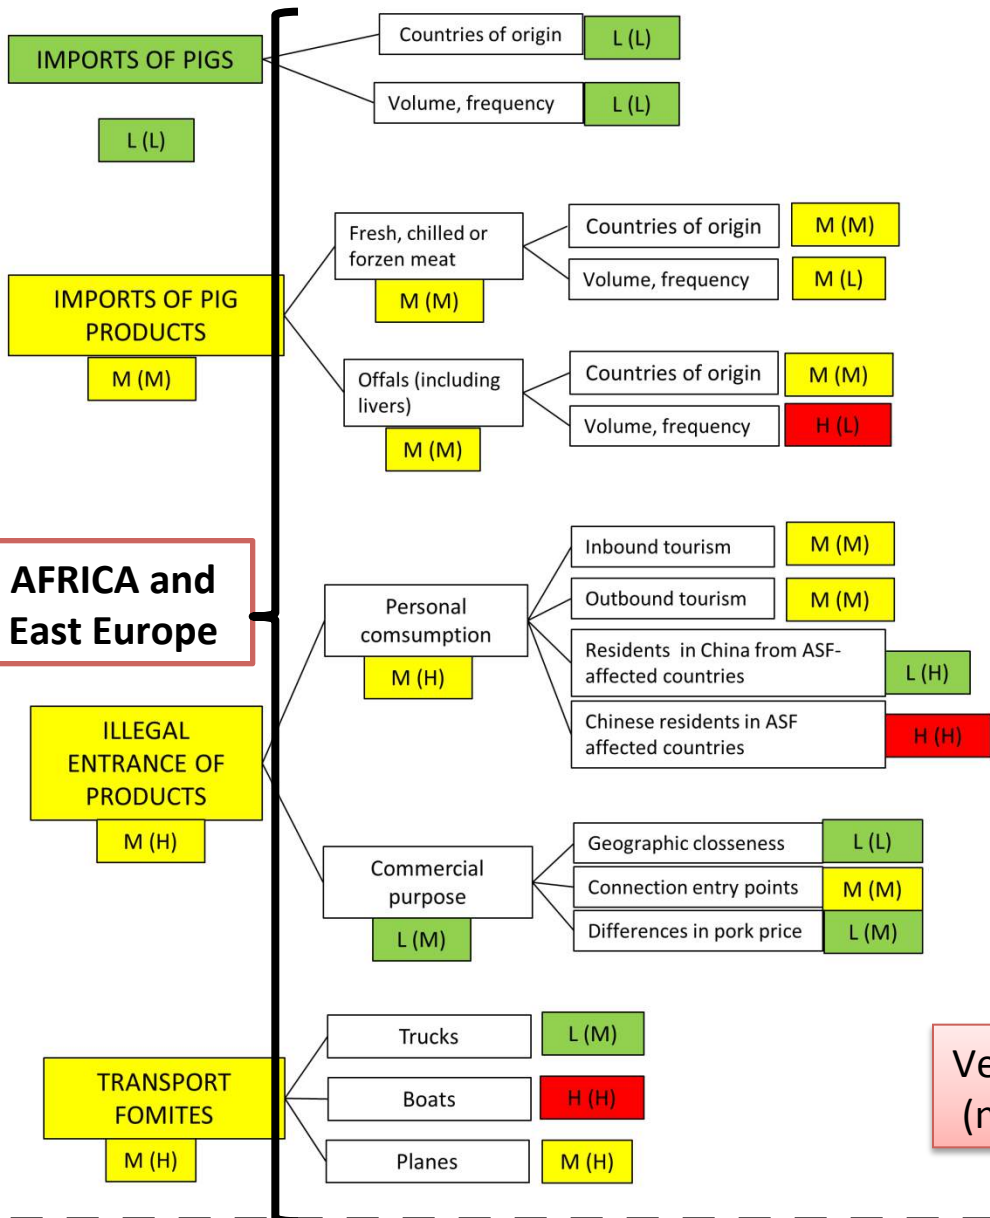 IMPORTS OF PIGS
L (L)
Countries of origin
L (L)
Volume, frequency
L (L)
IMPORTS OF PIG
PRODUCTS
M (M)
Fresh, chilled or
forzen meat
M (M)
Countries of origin
M (M)
Volume, frequency
M (L)
Offals (including
livers)
M (M)
Countries of origin
M (M)
Volume, frequency
H (L)
AFRICA and
East Europe
ILLEGAL
ENTRANCE OF
PRODUCTS
M (H)
Personal
comsumption
M (H)
Inbound tourism
M (M)
Outbound tourism
M (M)
Residents in China from ASF-
affected countries
L (H)
Chinese residents in ASF
affected countries
H (H)
Commercial
purpose
L (M)
Geographic closseness
L (L)
Connection entry points
M (M)
Differences in pork price
L (M)
TRANSPORT
FOMITES
M (H)
Trucks
L (M)
Boats
H (H)
Planes
M (H)